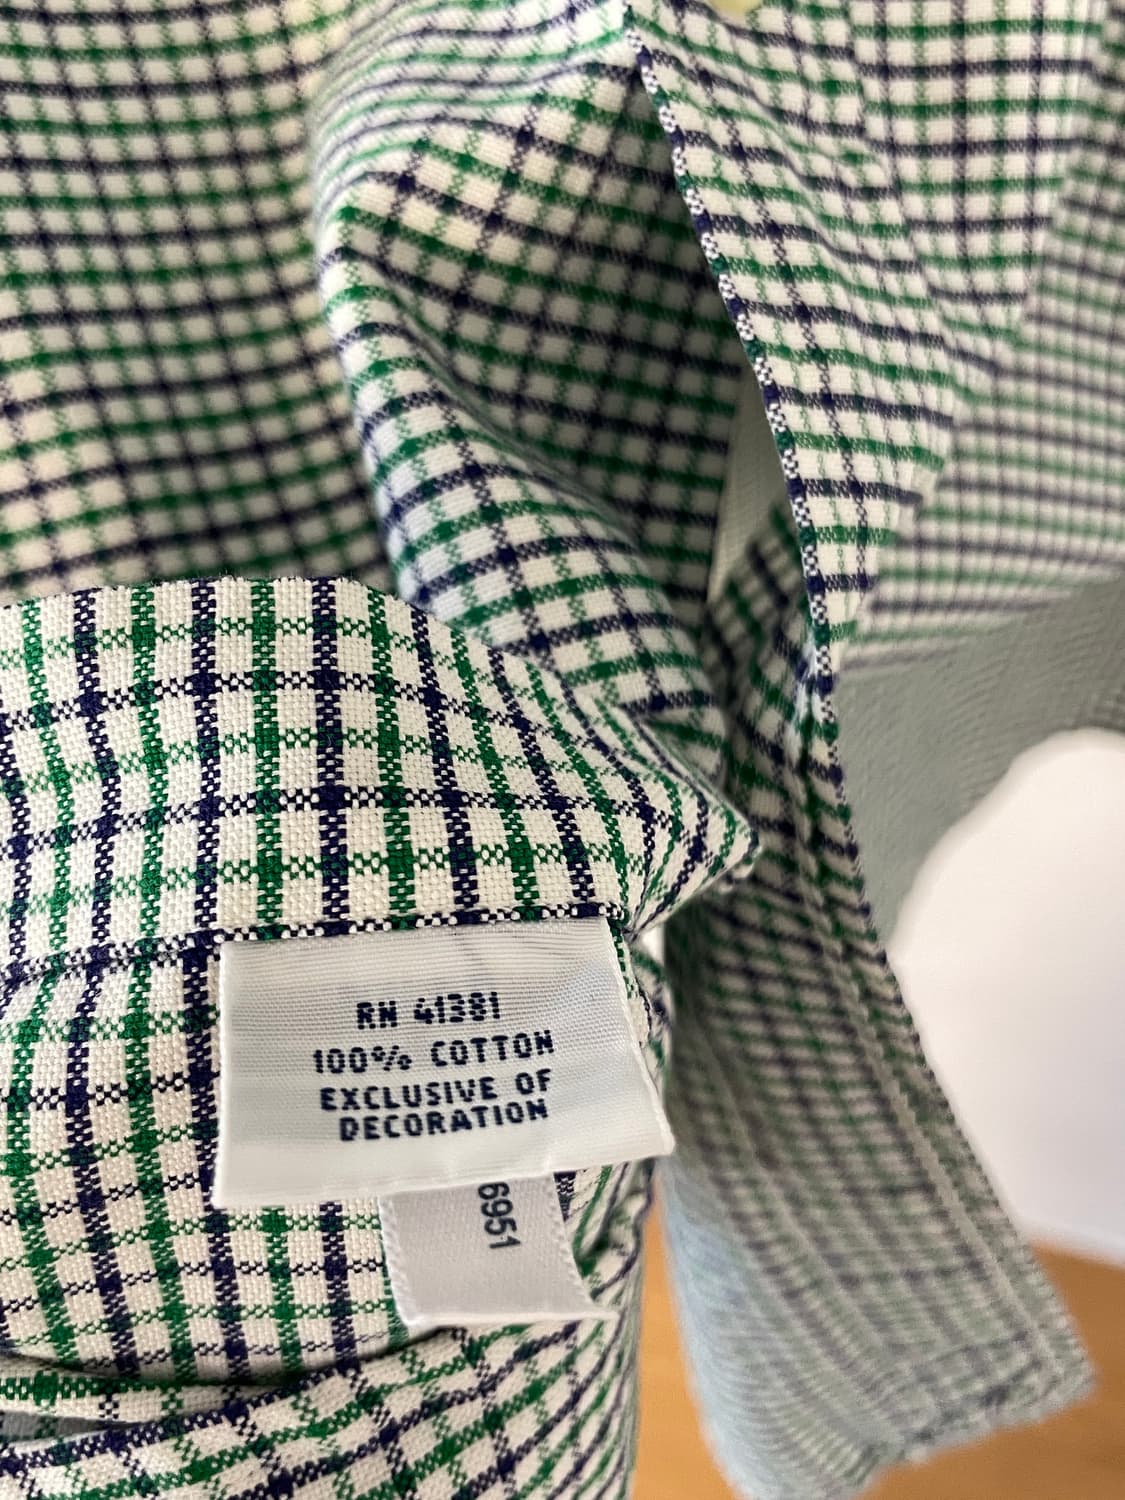 RN 41381
100% COTTON
EXCLUSIVE OF
DECORATION
6951